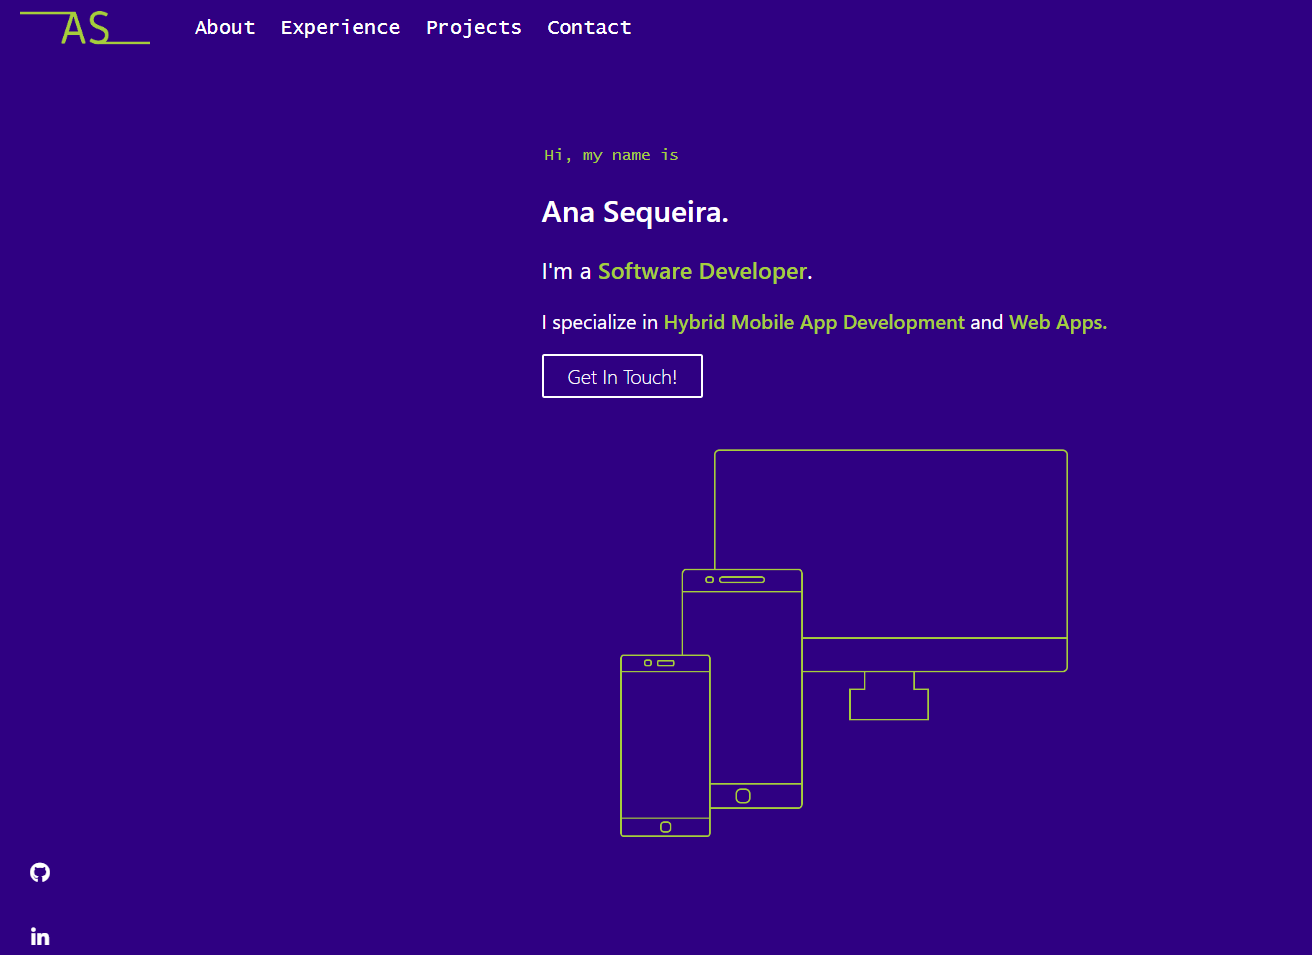 AS
About Experience Projects Contact
Hi, my name is
Ana Sequeira.
I'm a Software Developer.
I specialize in Hybrid Mobile App Development and Web Apps.
Get In Touch!
in